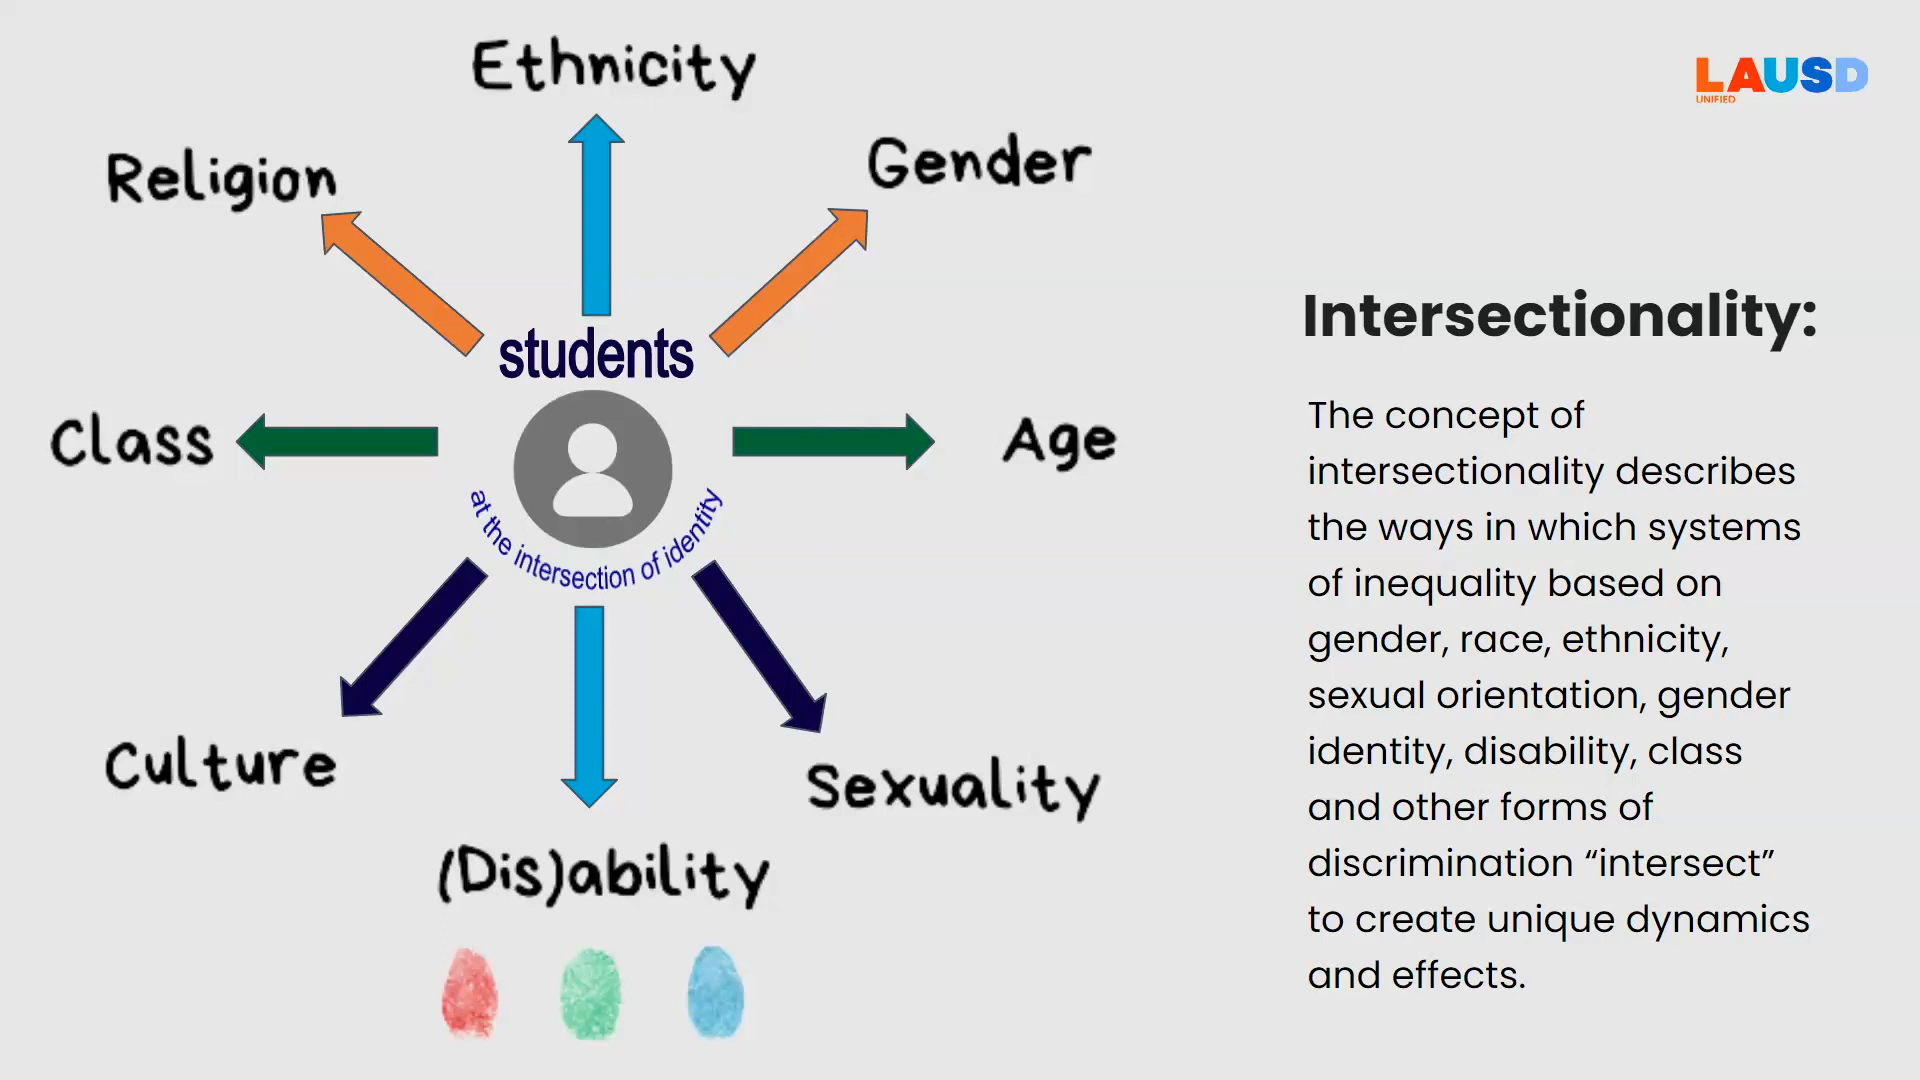 Ethnicity
LAUSD
UNIFIED
Religion
Gender
students
Class
Age
at the intersection of identity
Culture
Sexuality
(Dis)ability
Intersectionality:
The concept of
intersectionality describes
the ways in which systems
of inequality based on
gender, race, ethnicity,
sexual orientation, gender
identity, disability, class
and other forms of
discrimination “intersect”
to create unique dynamics
and effects.